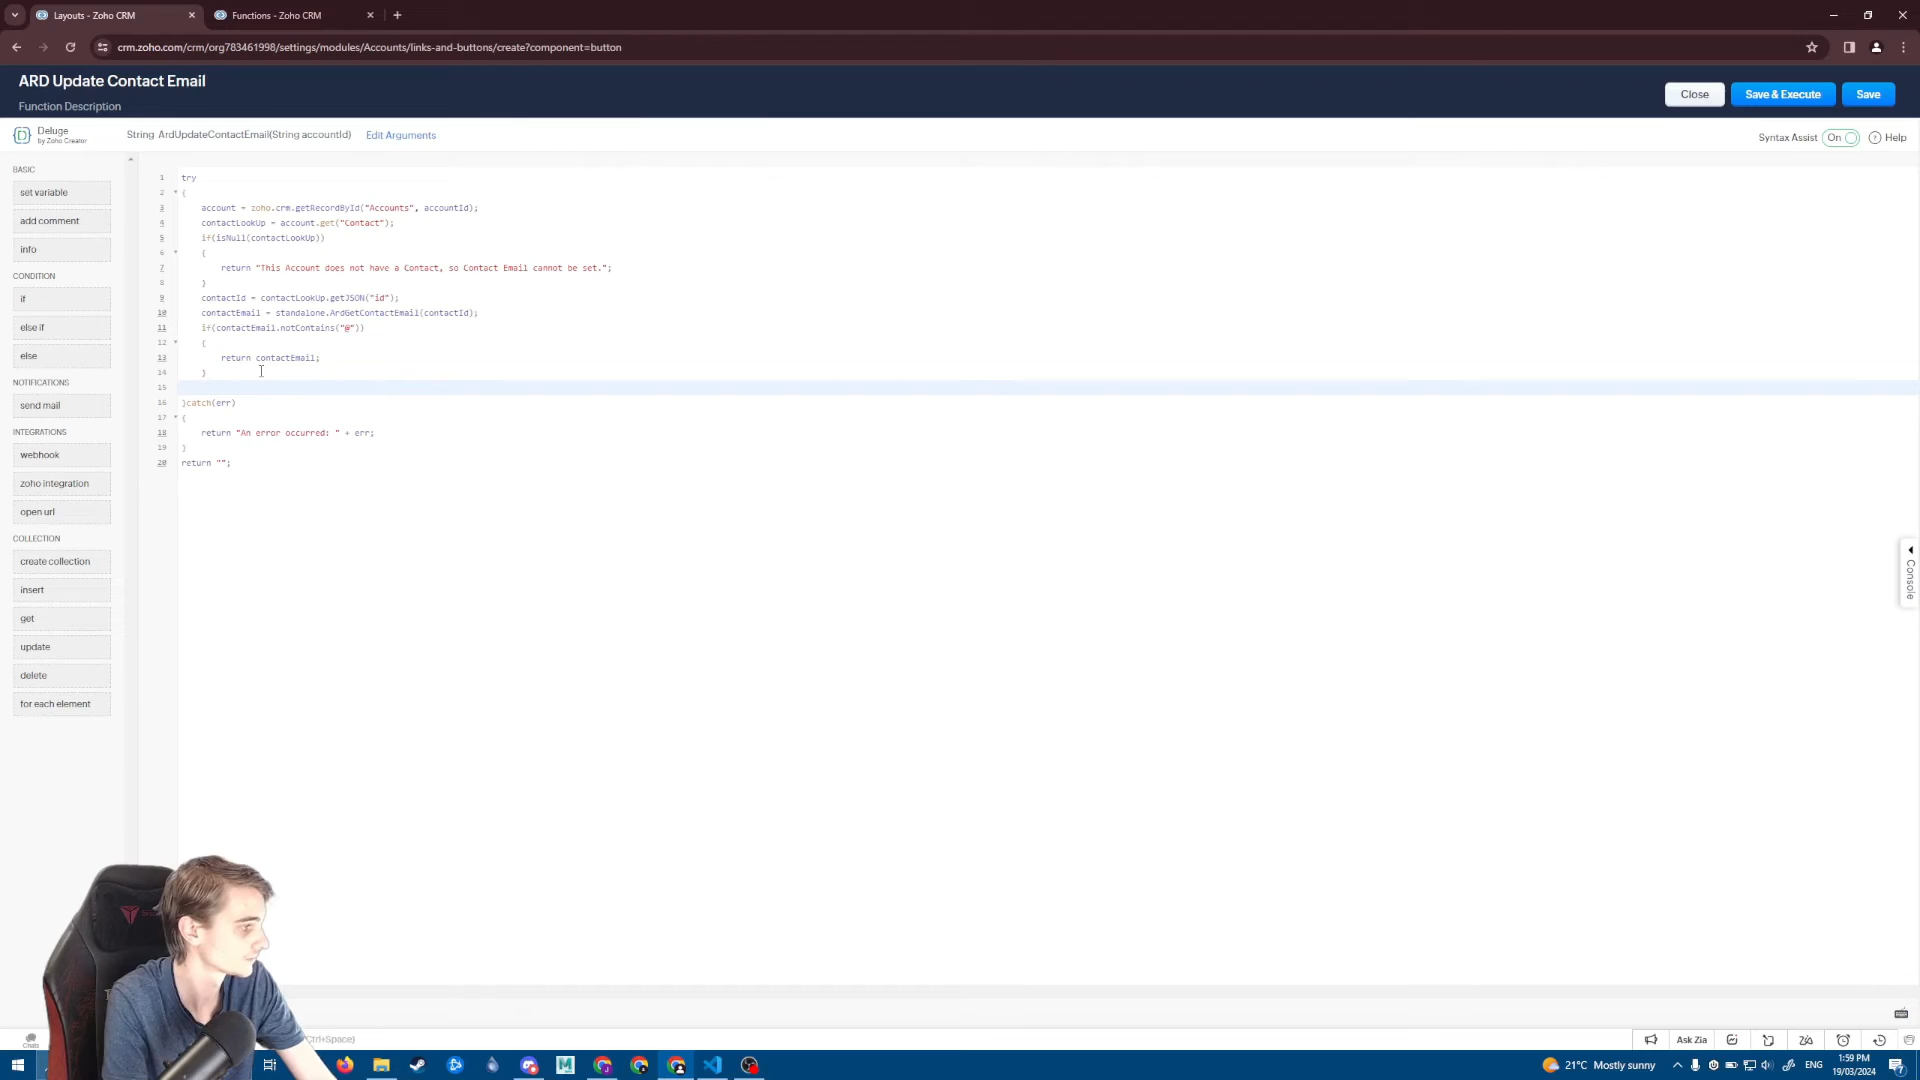 Layouts - Zoho CRM
Functions - Zoho CRM
crm.zoho.com/crm/org783461998/settings/modules/Accounts/links-and-buttons/create?component=button
ARD Update Contact Email
Function Description
Close
Save & Execute
Save
Deluge
by Zoho Creator
String ArdUpdateContactEmail(String accountId)
Edit Arguments
Syntax Assist
On
Help
BASIC
set variable
add comment
info
CONDITION
if
else if
else
NOTIFICATIONS
send mail
INTEGRATIONS
webhook
zoho integration
open url
COLLECTION
create collection
insert
get
update
delete
for each element
1 try
2 {
3 account = zoho.crm.getRecordById("Accounts", accountId);
4 contactLookUp = account.get("Contact");
5 if(isNull(contactLookUp))
6 {
7 return "This Account does not have a Contact, so Contact Email cannot be set.";
8 }
9 contactId = contactLookUp.getJSON("id");
10 contactEmail = standalone.ArdGetContactEmail(contactId);
11 if(contactEmail.notContains("@"))
12 {
13 return contactEmail;
14 }
15
16 }catch(err)
17 {
18 return "An error occurred: " + err;
19 }
20 return "";
Console
Chats
Ctrl+Space)
Ask Zia
21°C Mostly sunny
ENG
1:59 PM
19/03/2024